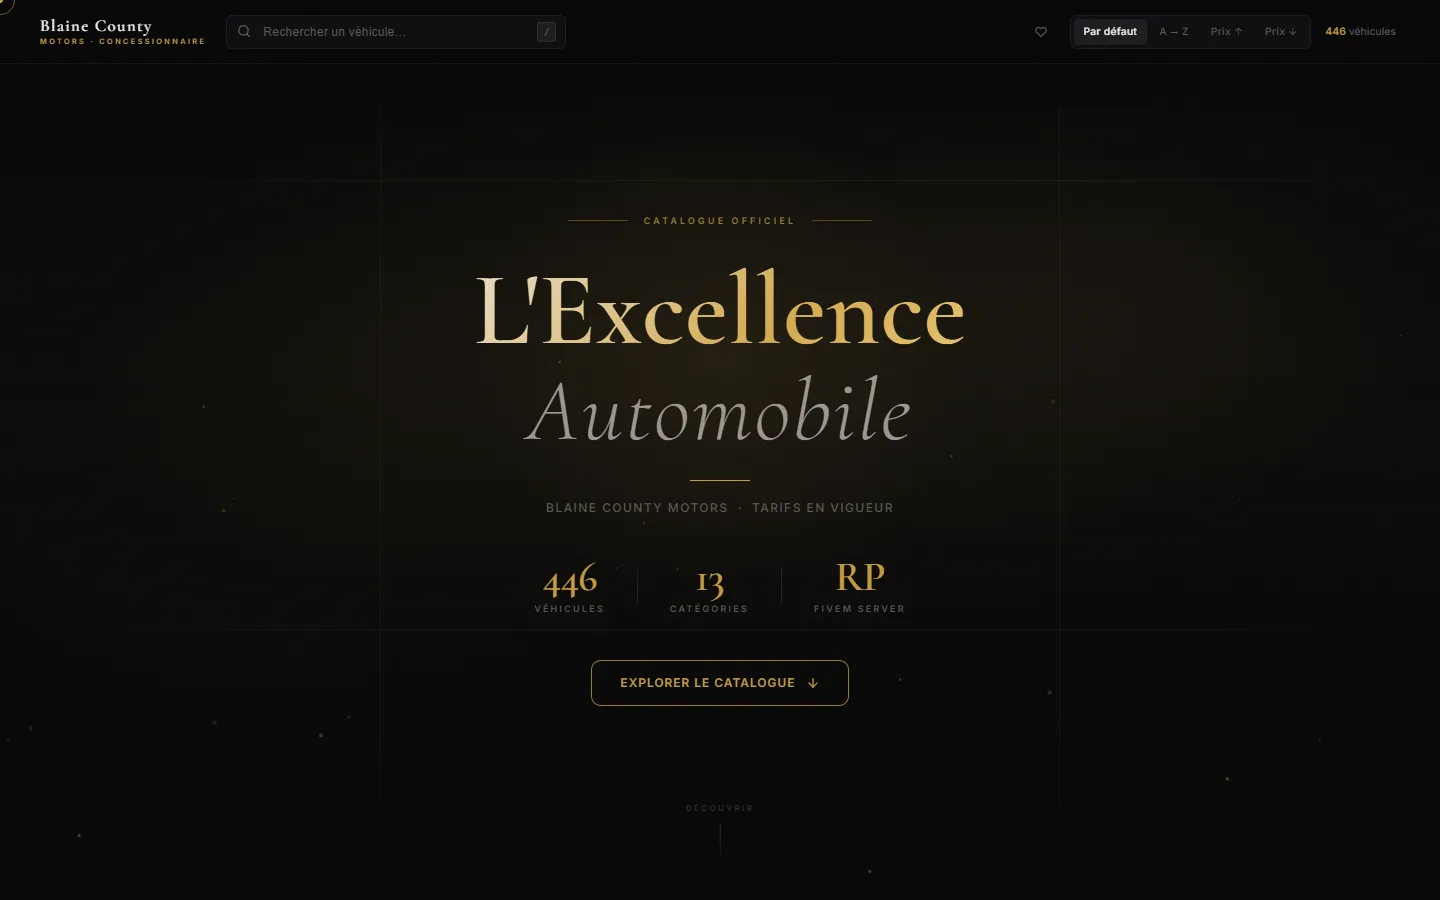 Blaine County
MOTORS · CONCESSIONNAIRE
Rechercher un véhicule...
/
Par défaut
A → Z
Prix ↑
Prix ↓
446 véhicules
CATALOGUE OFFICIEL
L'Excellence
Automobile
BLAINE COUNTY MOTORS · TARIFS EN VIGUEUR
446
VÉHICULES
13
CATÉGORIES
RP
FIVEM SERVER
EXPLORER LE CATALOGUE ↓
DÉCOUVRIR